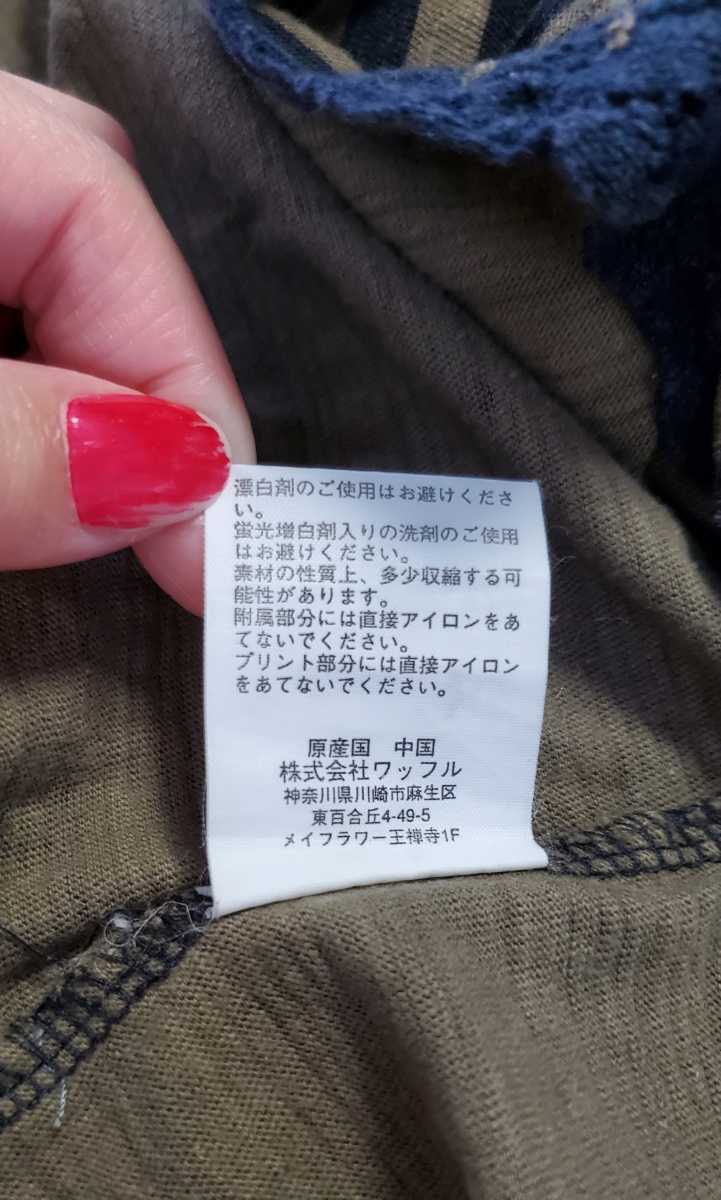 漂白剤のご使用はお避けくださ
い。
蛍光増白剤入りの洗剤のご使用
はお避けください。
素材の性質上、多少収縮する可
能性があります。
附属部分には直接アイロンをあ
てないでください。
プリント部分には直接アイロン
をあてないでください。
原産国　中国
株式会社ワッフル
神奈川県川崎市麻生区
東百合丘4-49-5
メイフラワー王禅寺1F